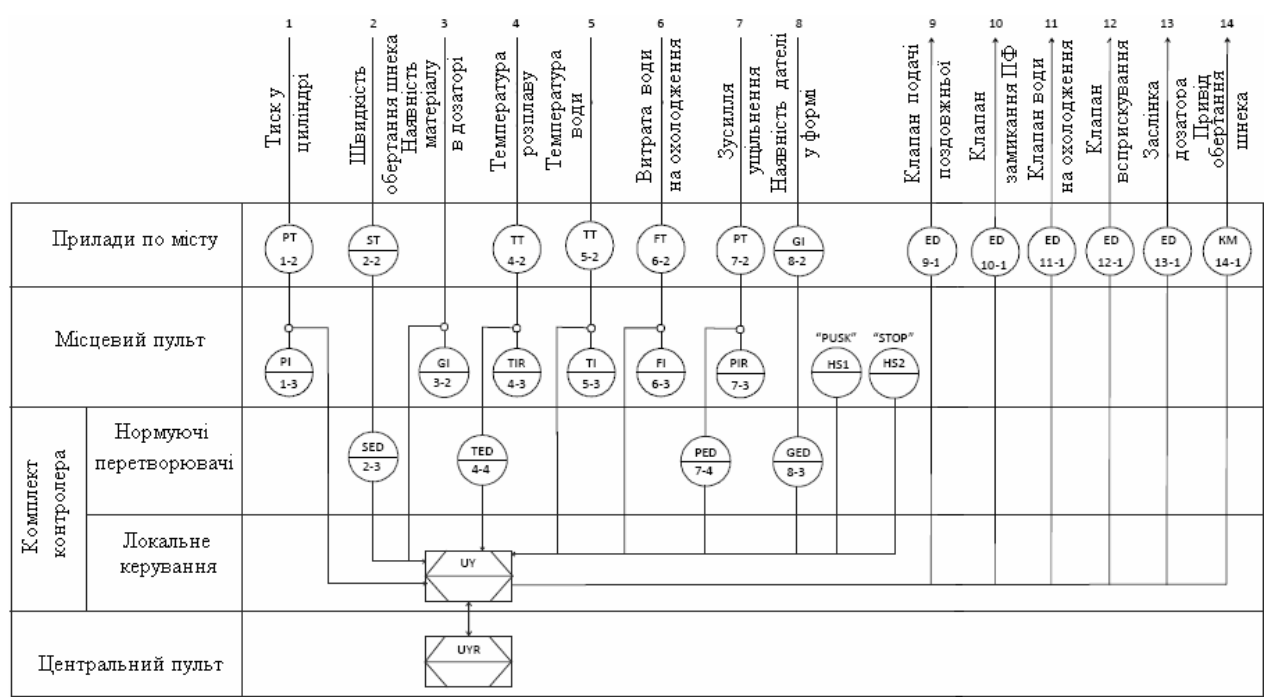 1 2 3 4 5 6 7 8 9 10 11 12 13 14
Тиск у
циліндрі
Швидкість
обертання шнека
Наявність
матеріалу
в дозаторі
Температура
розплаву
Температура
води
Витрата води
на охолодження
Зусилля
ущільнення
Наявність дателі
у формі
Клапан подачі
поздовжньої
Клапан
замикання ПФ
Клапан води
на охолодження
Клапан
всприскування
Заслінка
дозатора
Привід
обертання
шнека
Прилади по місту
PT
1-2
ST
2-2
TT
4-2
TT
5-2
FT
6-2
PT
7-2
GI
8-2
ED
9-1
ED
10-1
ED
11-1
ED
12-1
ED
13-1
KM
14-1
Місцевий пульт
PI
1-3
GI
3-2
TIR
4-3
TI
5-3
FI
6-3
PIR
7-3
“PUSK”
HS1
“STOP”
HS2
Комплект
контролера
Нормуючі
перетворювачі
SED
2-3
TED
4-4
PED
7-4
GED
8-3
Локальне
керування
UY
Центральний пульт
UYR